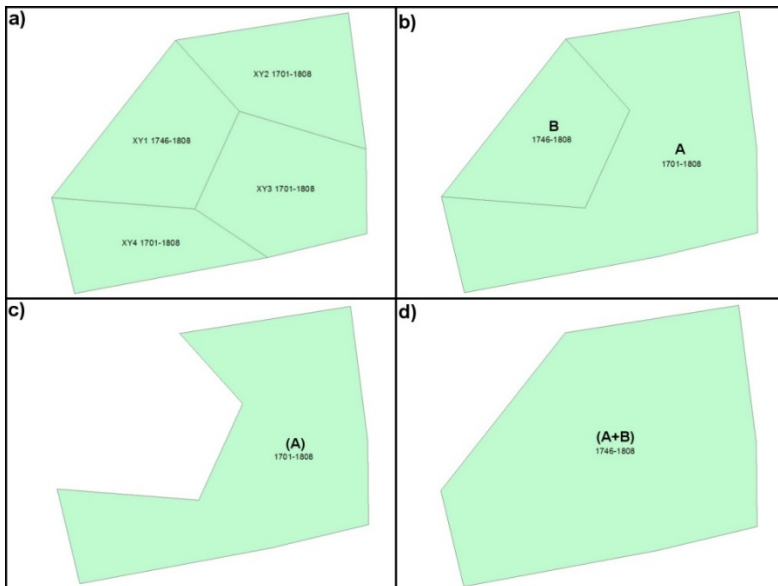 a)
XY2 1701-1808
XY1 1746-1808
XY3 1701-1808
XY4 1701-1808
b)
B
1746-1808
A
1701-1808
c)
(A)
1701-1808
d)
(A+B)
1746-1808